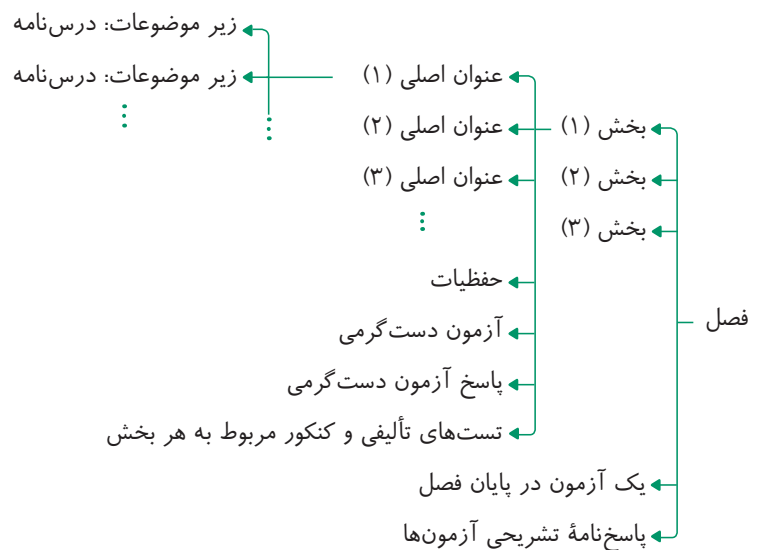 زیر موضوعات: درس‌نامه
عنوان اصلی (۱) زیر موضوعات: درس‌نامه
بخش (۱) عنوان اصلی (۲)
بخش (۲) عنوان اصلی (۳)
بخش (۳)
حفظیات
فصل آزمون دست‌گرمی
پاسخ آزمون دست‌گرمی
تست‌های تألیفی و کنکور مربوط به هر بخش
یک آزمون در پایان فصل
پاسخ‌نامۀ تشریحی آزمون‌ها